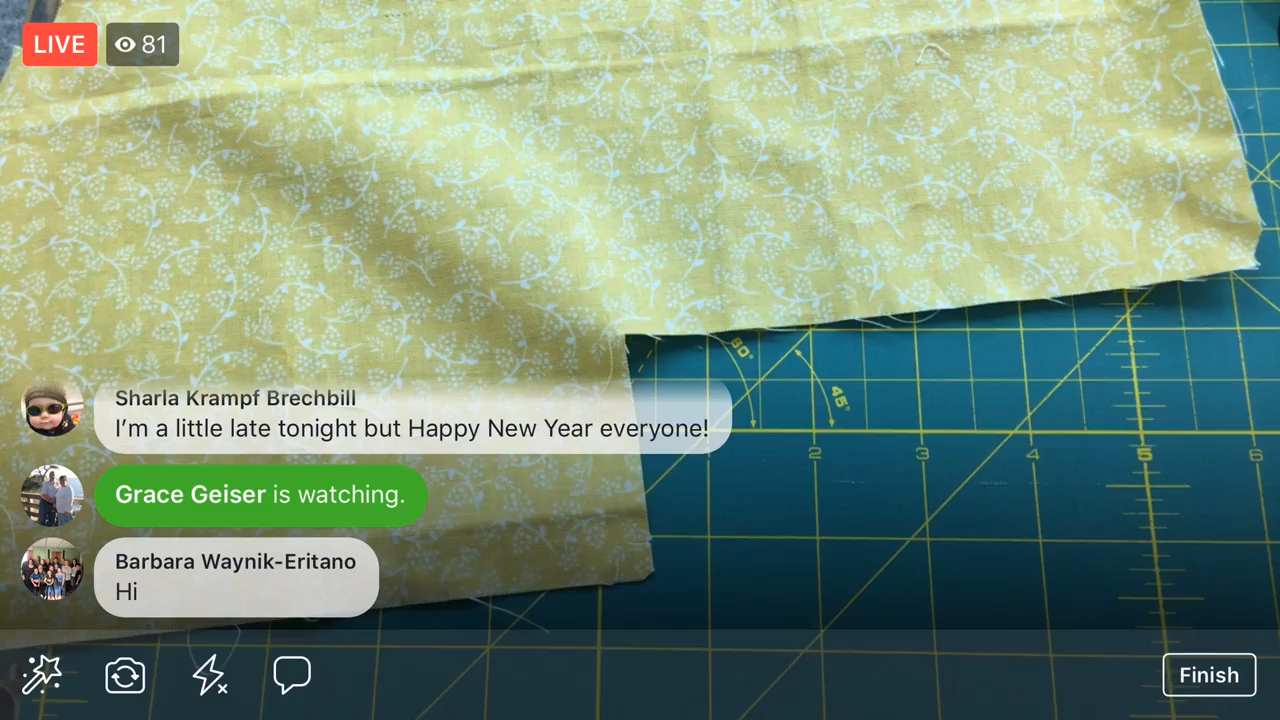 LIVE 81
Sharla Krampf Brechbill
I’m a little late tonight but Happy New Year everyone!
Grace Geiser is watching.
Barbara Waynik-Eritano
Hi
60°
45°
2 3 4 5 6
Finish